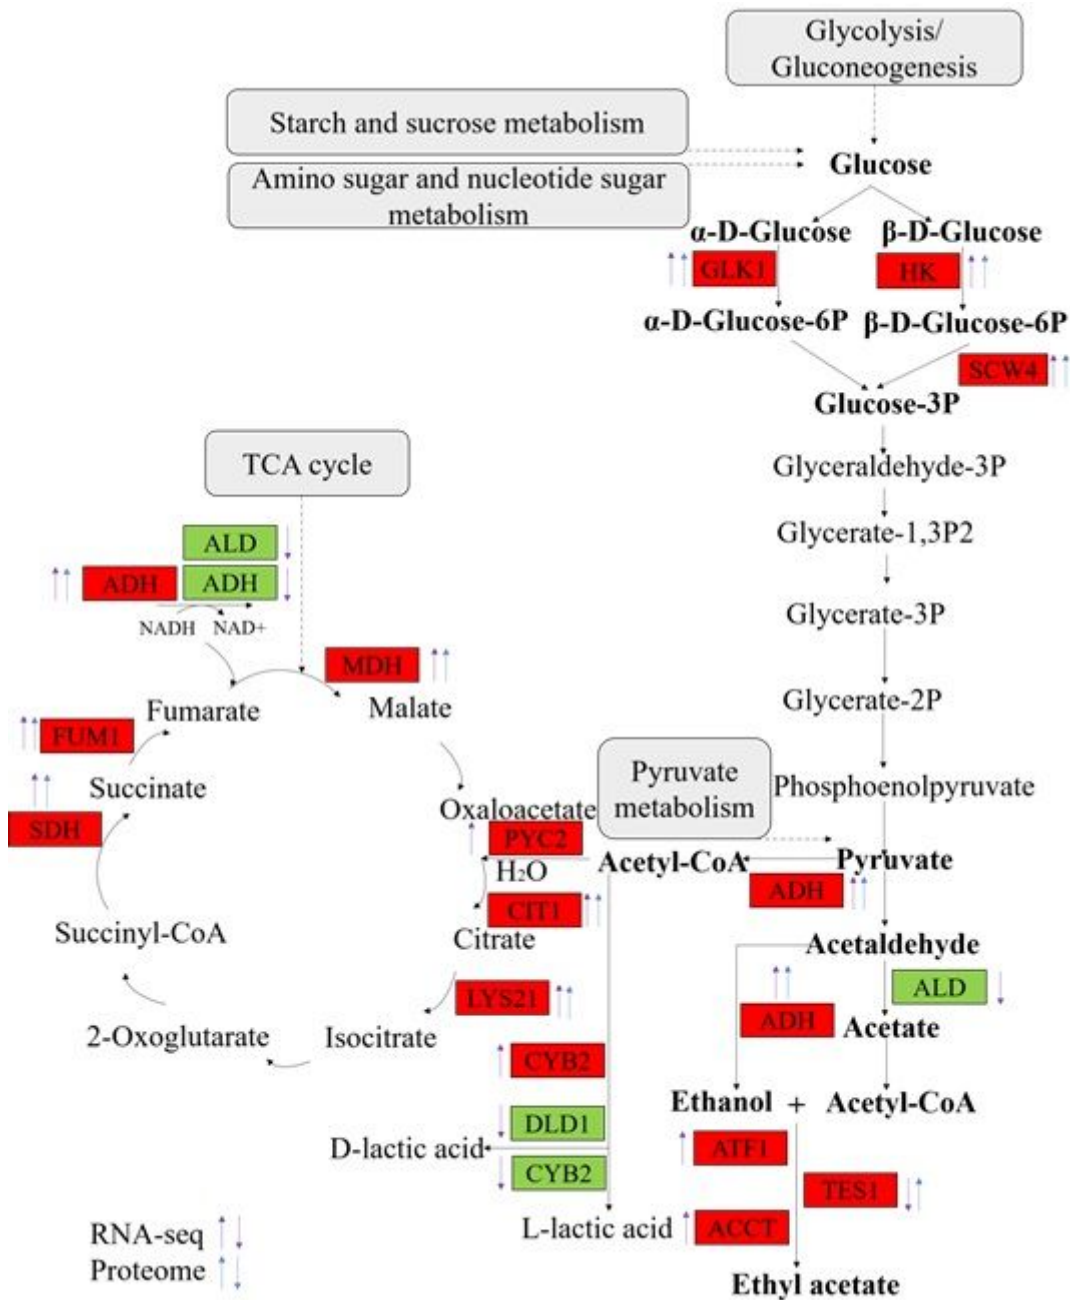 Glycolysis/
Gluconeogenesis
Starch and sucrose metabolism
Amino sugar and nucleotide sugar
metabolism
Glucose
α-D-Glucose β-D-Glucose
GLK1 HK
α-D-Glucose-6P β-D-Glucose-6P
SCW4
Glucose-3P
TCA cycle
Glyceraldehyde-3P
Glycerate-1,3P2
ALD
ADH ADH
NADH NAD+
Glycerate-3P
MDH
Fumarate Malate
Glycerate-2P
FUM1
Succinate
Pyruvate
metabolism
Phosphoenolpyruvate
Oxaloacetate
SDH
PYC2
H₂O
Acetyl-CoA Pyruvate
ADH
CIT1
Citrate
Succinyl-CoA
Acetaldehyde
ALD
LYS21
ADH Acetate
2-Oxoglutarate Isocitrate
CYB2
Ethanol + Acetyl-CoA
DLD1
D-lactic acid
CYB2
ATF1
TES1
L-lactic acid ACCT
RNA-seq
Proteome
Ethyl acetate